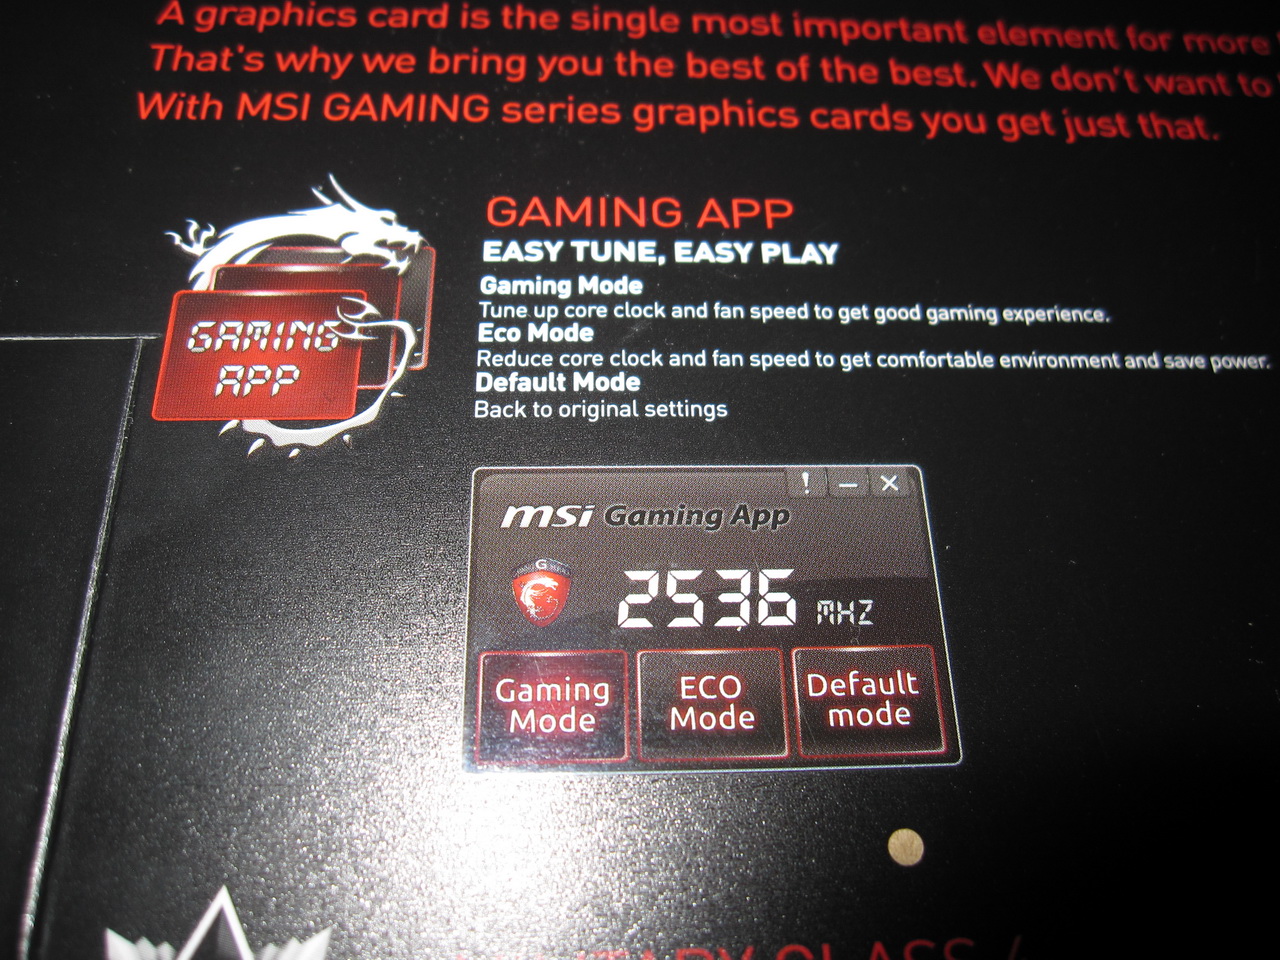 A graphics card is the single most important element for more
That's why we bring you the best of the best. We don't want to
With MSI GAMING series graphics cards you get just that.
GAMING APP
GAMING APP
EASY TUNE, EASY PLAY
Gaming Mode
Tune up core clock and fan speed to get good gaming experience.
Eco Mode
Reduce core clock and fan speed to get comfortable environment and save power.
Default Mode
Back to original settings
! – ×
msi Gaming App
G
2536 MHZ
Gaming Mode
ECO Mode
Default mode
CLASS